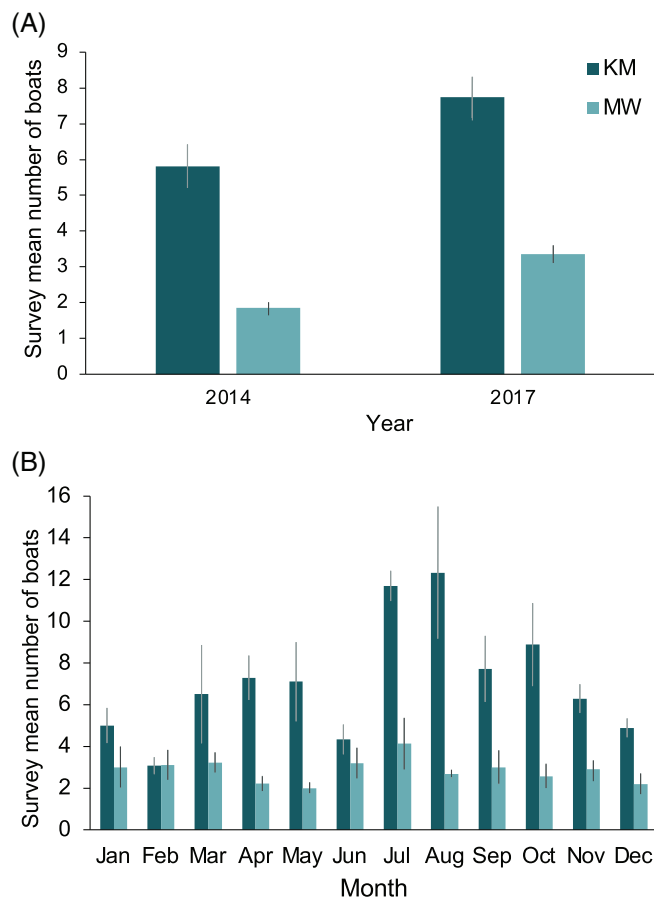 (A)
9
8
7
6
5
4
3
2
1
0
Survey mean number of boats
KM
MW
2014 2017
Year
(B)
16
14
12
10
8
6
4
2
0
Survey mean number of boats
Jan Feb Mar Apr May Jun Jul Aug Sep Oct Nov Dec
Month